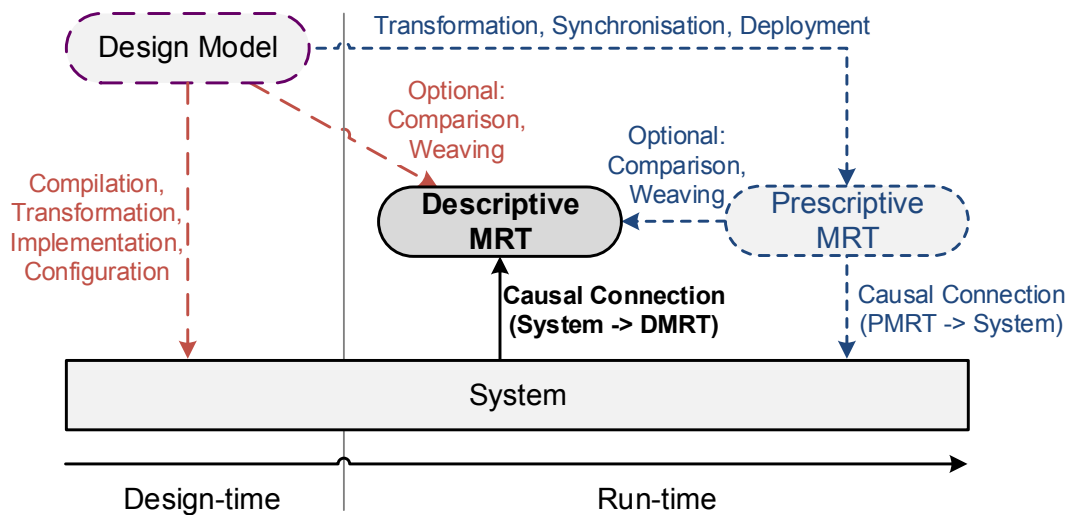 Design Model
Transformation, Synchronisation, Deployment
Optional:
Comparison,
Weaving
Optional:
Comparison,
Weaving
Compilation,
Transformation,
Implementation,
Configuration
Descriptive
MRT
Prescriptive
MRT
Causal Connection
(System -> DMRT)
Causal Connection
(PMRT -> System)
System
Design-time
Run-time